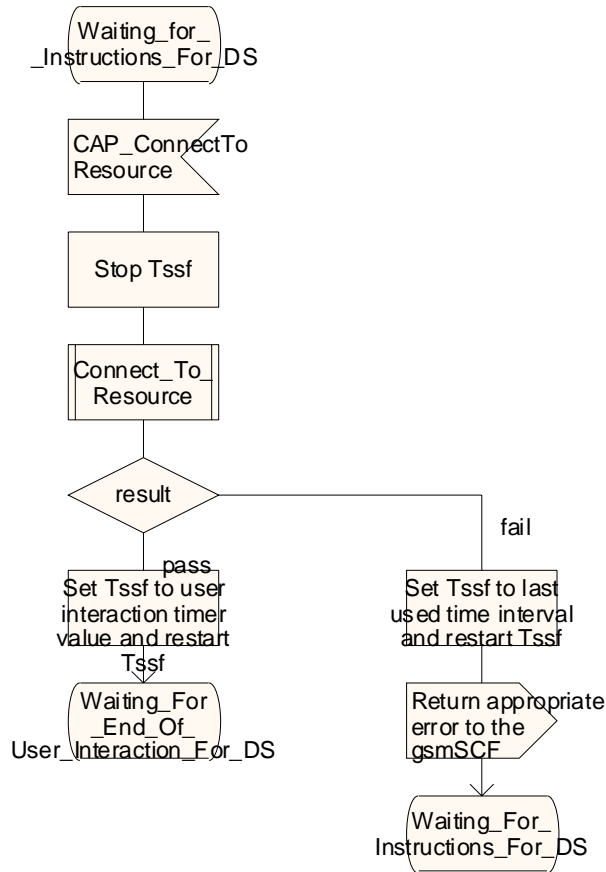 Waiting_for_
_Instructions_For_DS
CAP_ConnectTo
Resource
Stop Tssf
Connect_To_
Resource
result
fail
pass
Set Tssf to user
interaction timer
value and restart
Tssf
Set Tssf to last
used time interval
and restart Tssf
Waiting_For
_End_Of_
User_Interaction_For_DS
Return appropriate
error to the
gsmSCF
Waiting_For_
Instructions_For_DS